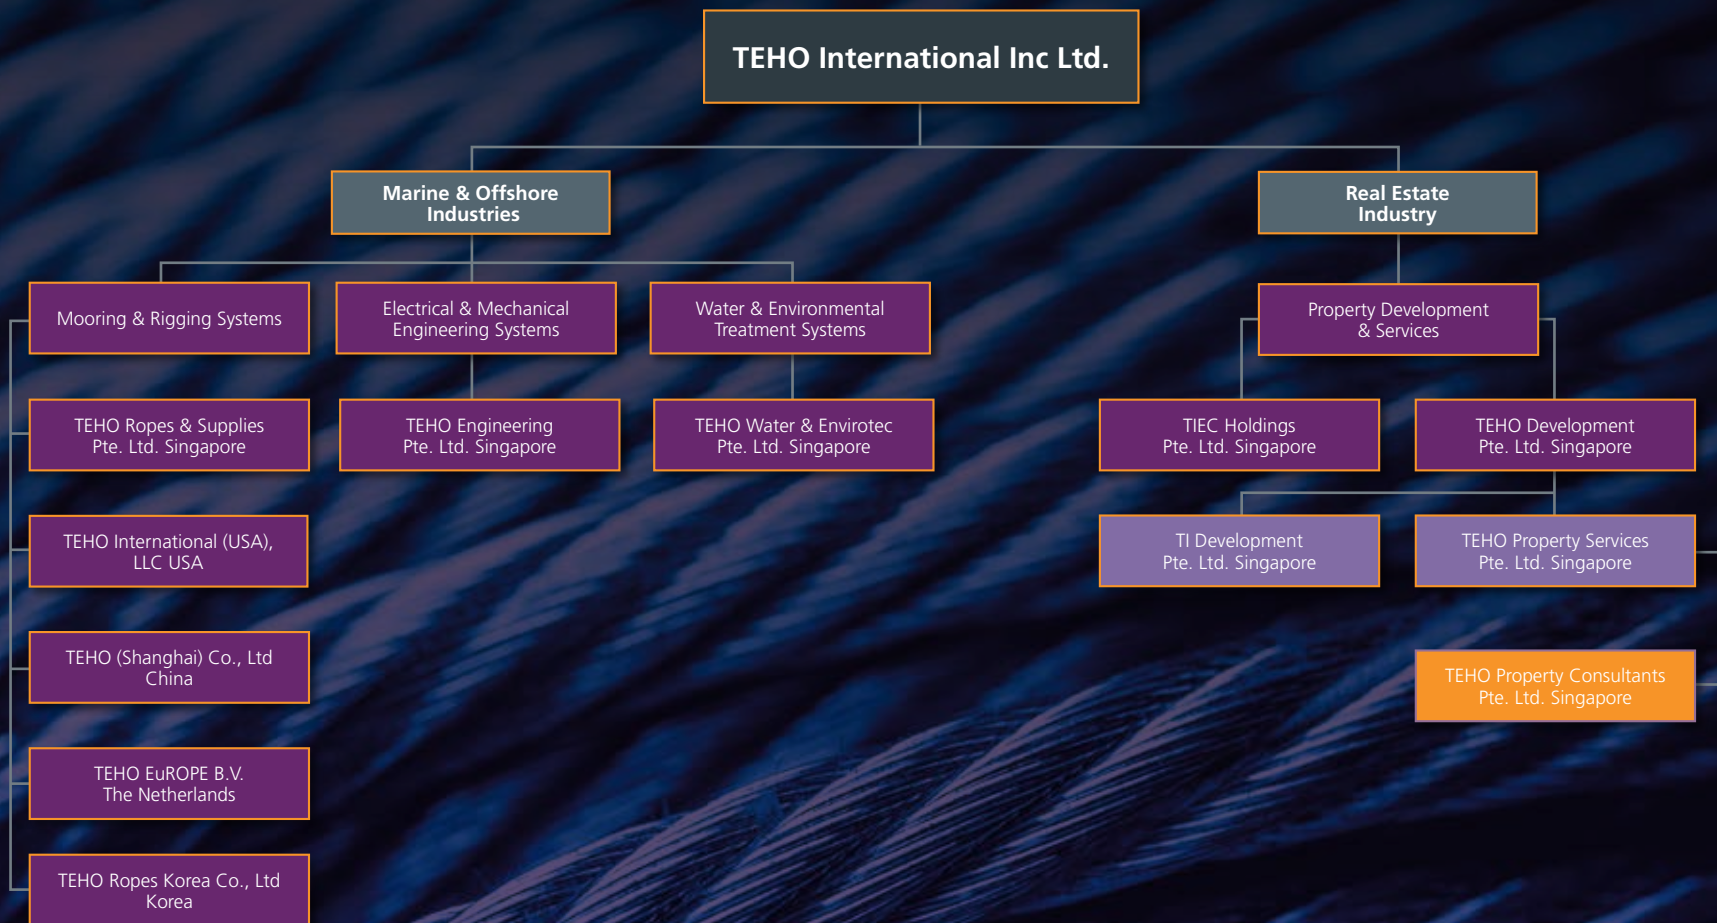 TEHO International Inc Ltd.
Marine & Offshore
Industries
Real Estate
Industry
Mooring & Rigging Systems
Electrical & Mechanical
Engineering Systems
Water & Environmental
Treatment Systems
Property Development
& Services
TEHO Ropes & Supplies
Pte. Ltd. Singapore
TEHO Engineering
Pte. Ltd. Singapore
TEHO Water & Envirotec
Pte. Ltd. Singapore
TIEC Holdings
Pte. Ltd. Singapore
TEHO Development
Pte. Ltd. Singapore
TEHO International (USA),
LLC USA
TI Development
Pte. Ltd. Singapore
TEHO Property Services
Pte. Ltd. Singapore
TEHO (Shanghai) Co., Ltd
China
TEHO Property Consultants
Pte. Ltd. Singapore
TEHO EuROPE B.V.
The Netherlands
TEHO Ropes Korea Co., Ltd
Korea